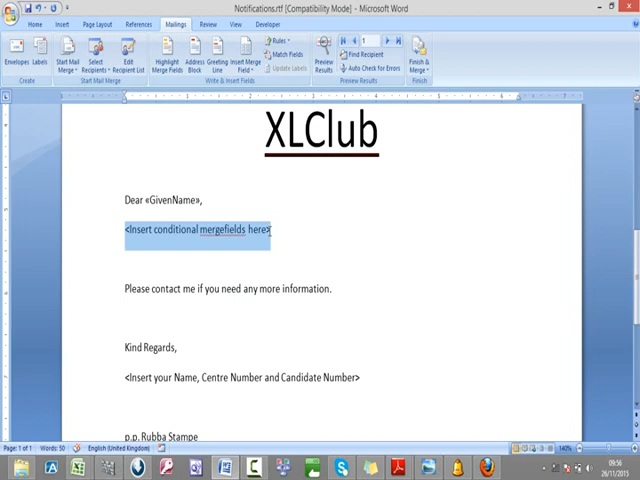 Notifications.rtf [Compatibility Mode] - Microsoft Word
Home Insert Page Layout References Mailings Review View Developer
Envelopes Labels
Start Mail Merge Select Recipients Edit Recipient List
Highlight Merge Fields Address Block Greeting Line Insert Merge Field
Rules
Match Fields
Update Labels
Preview Results
1
Find Recipient
Auto Check for Errors
Finish & Merge
Create Start Mail Merge Write & Insert Fields Preview Results Finish
XLClub
Dear «GivenName»,
<Insert conditional mergefields here>
Please contact me if you need any more information.
Kind Regards,
<Insert your Name, Centre Number and Candidate Number>
p.p. Rubba Stampe
Page: 1 of 1 Words: 50 English (United Kingdom) 140%
09:56
26/11/2015